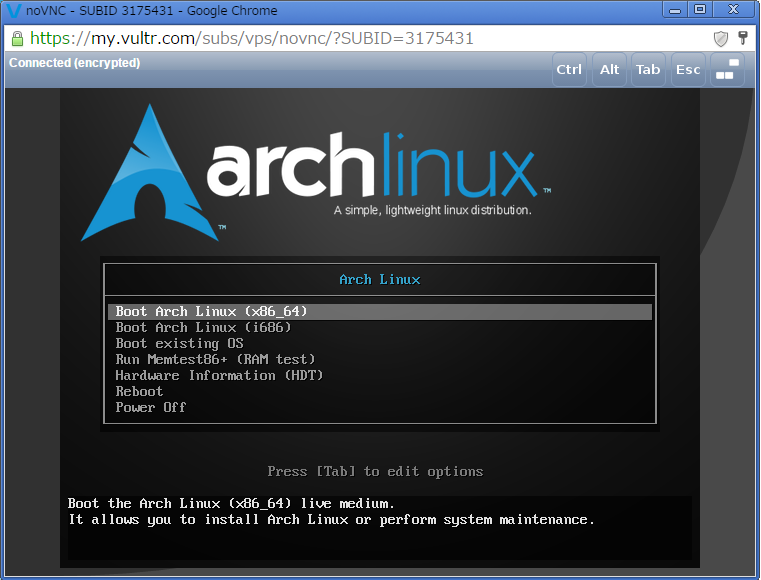 noVNC - SUBID 3175431 - Google Chrome
https://my.vultr.com/subs/vps/novnc/?SUBID=3175431
Connected (encrypted)
Ctrl Alt Tab Esc
archlinux™
A simple, lightweight linux distribution.
™
Arch Linux
Boot Arch Linux (x86_64)
Boot Arch Linux (i686)
Boot existing OS
Run Memtest86+ (RAM test)
Hardware Information (HDT)
Reboot
Power Off
Press [Tab] to edit options
Boot the Arch Linux (x86_64) live medium.
It allows you to install Arch Linux or perform system maintenance.